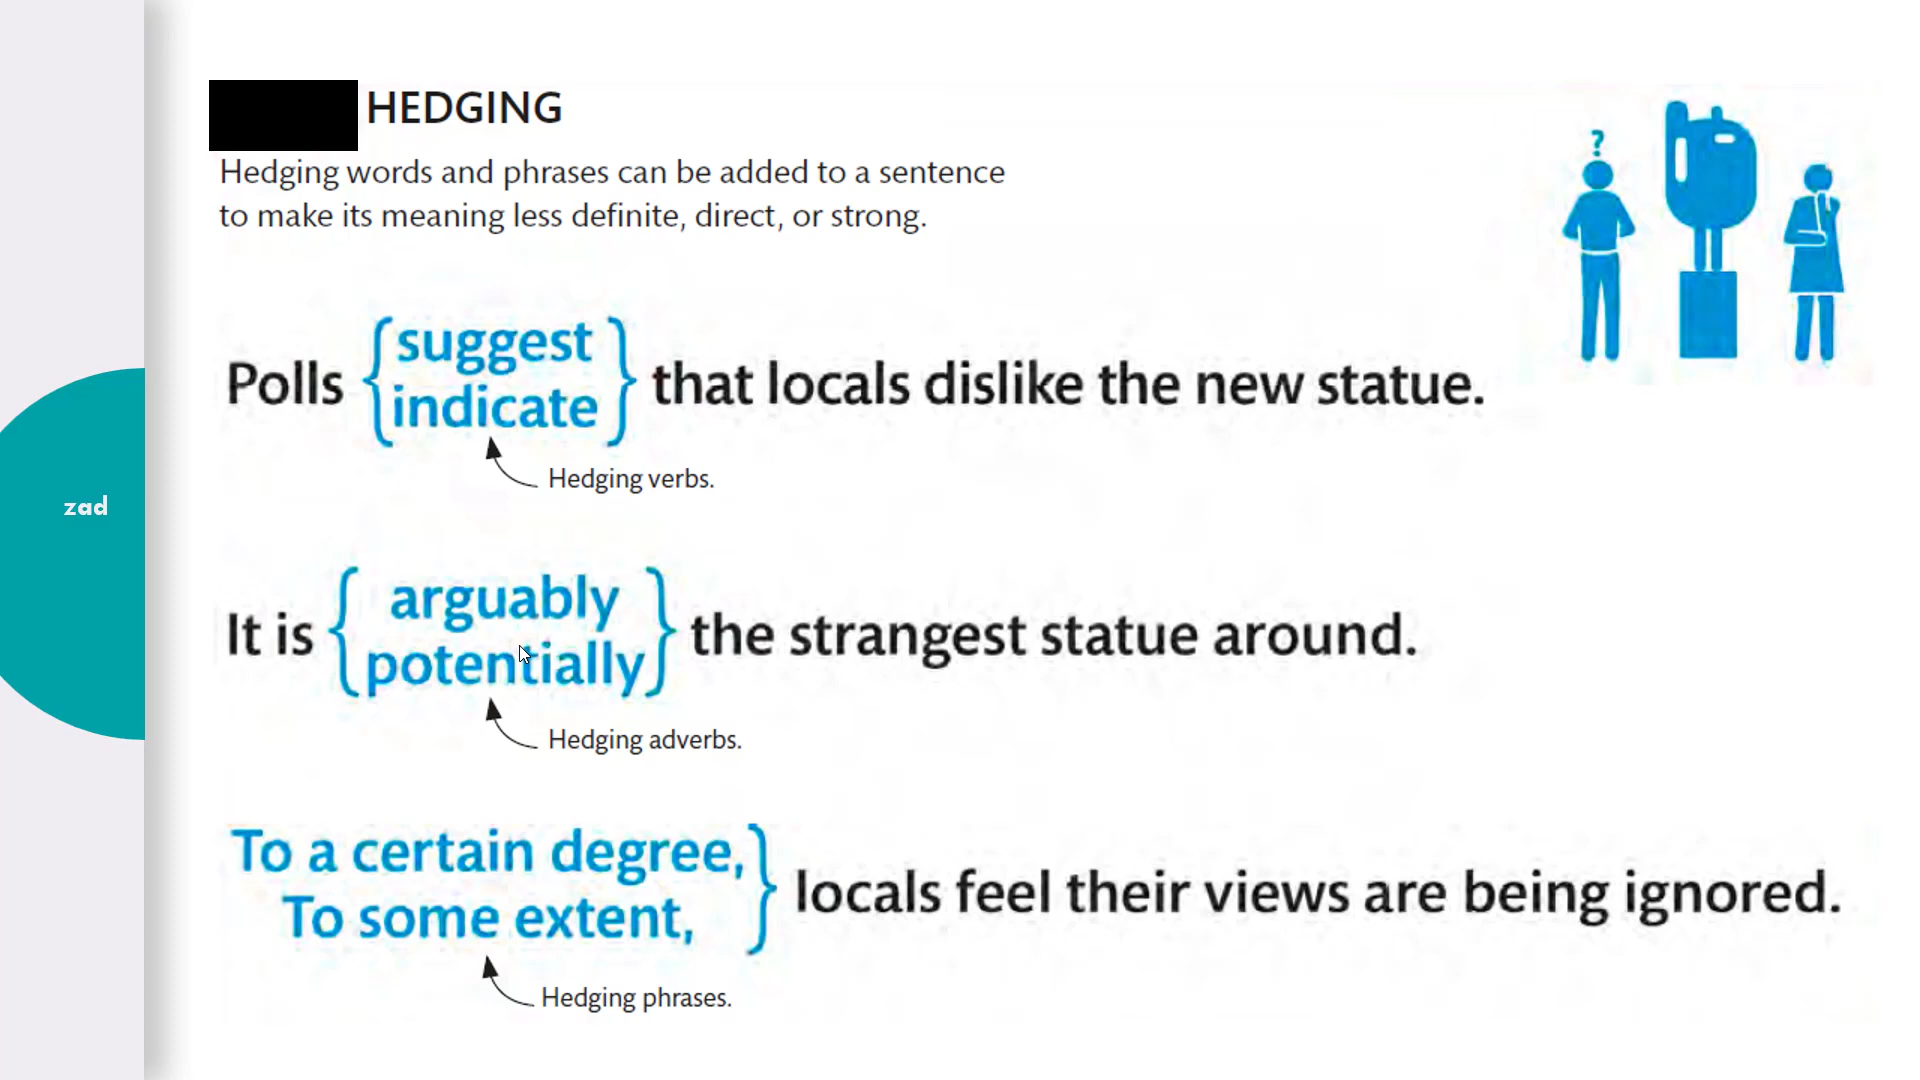 HEDGING
Hedging words and phrases can be added to a sentence
to make its meaning less definite, direct, or strong.
?
suggest
Polls { } that locals dislike the new statue.
indicate
Hedging verbs.
zad
arguably
It is { } the strangest statue around.
potentially
Hedging adverbs.
To a certain degree,
} locals feel their views are being ignored.
To some extent,
Hedging phrases.